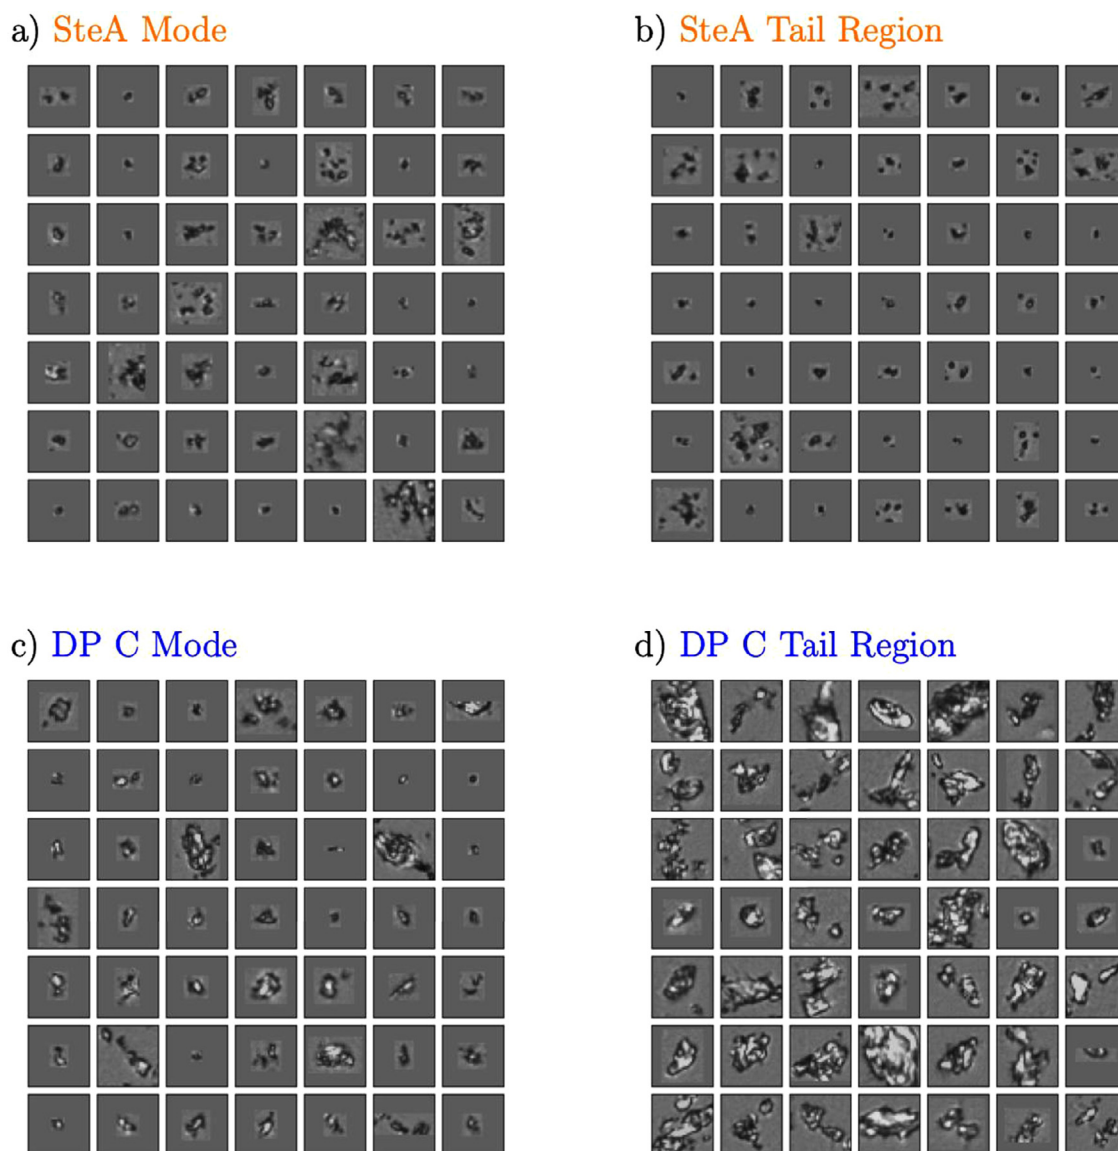 a) SteA Mode
b) SteA Tail Region
c) DP C Mode
d) DP C Tail Region